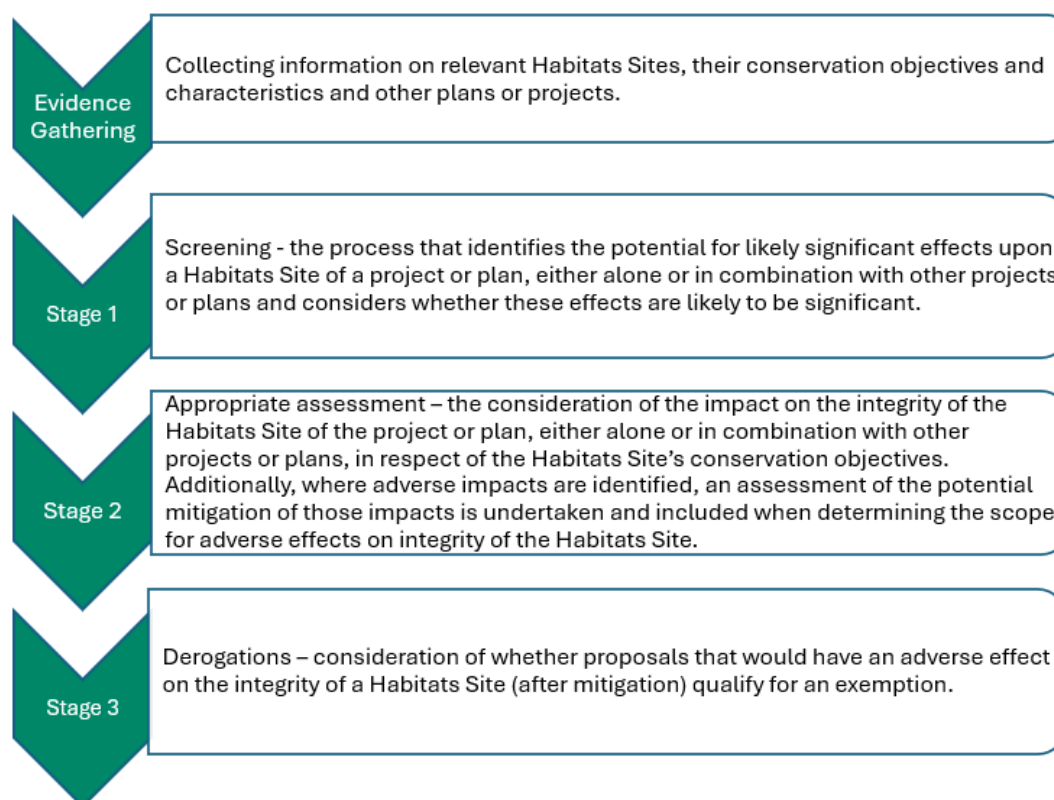 Evidence
Gathering
Collecting information on relevant Habitats Sites, their conservation objectives and
characteristics and other plans or projects.
Stage 1
Screening - the process that identifies the potential for likely significant effects upon
a Habitats Site of a project or plan, either alone or in combination with other projects
or plans and considers whether these effects are likely to be significant.
Stage 2
Appropriate assessment – the consideration of the impact on the integrity of the
Habitats Site of the project or plan, either alone or in combination with other
projects or plans, in respect of the Habitats Site’s conservation objectives.
Additionally, where adverse impacts are identified, an assessment of the potential
mitigation of those impacts is undertaken and included when determining the scope
for adverse effects on integrity of the Habitats Site.
Stage 3
Derogations – consideration of whether proposals that would have an adverse effect
on the integrity of a Habitats Site (after mitigation) qualify for an exemption.